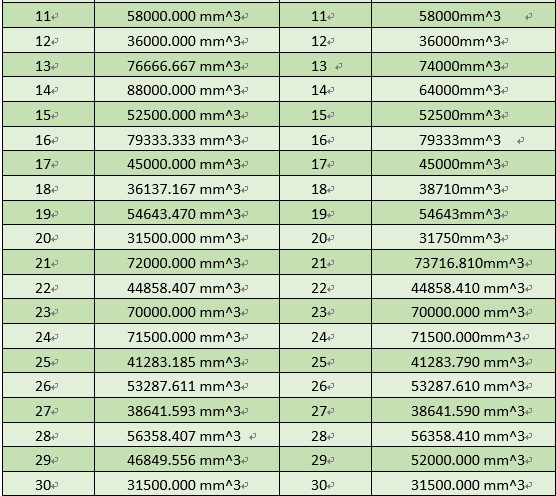 11 58000.000 mm^3 11 58000mm^3
12 36000.000 mm^3 12 36000mm^3
13 76666.667 mm^3 13 74000mm^3
14 88000.000 mm^3 14 64000mm^3
15 52500.000 mm^3 15 52500mm^3
16 79333.333 mm^3 16 79333mm^3
17 45000.000 mm^3 17 45000mm^3
18 36137.167 mm^3 18 38710mm^3
19 54643.470 mm^3 19 54643mm^3
20 31500.000 mm^3 20 31750mm^3
21 72000.000 mm^3 21 73716.810mm^3
22 44858.407 mm^3 22 44858.410 mm^3
23 70000.000 mm^3 23 70000.000 mm^3
24 71500.000 mm^3 24 71500.000mm^3
25 41283.185 mm^3 25 41283.790 mm^3
26 53287.611 mm^3 26 53287.610 mm^3
27 38641.593 mm^3 27 38641.590 mm^3
28 56358.407 mm^3 28 56358.410 mm^3
29 46849.556 mm^3 29 52000.000 mm^3
30 31500.000 mm^3 30 31500.000 mm^3